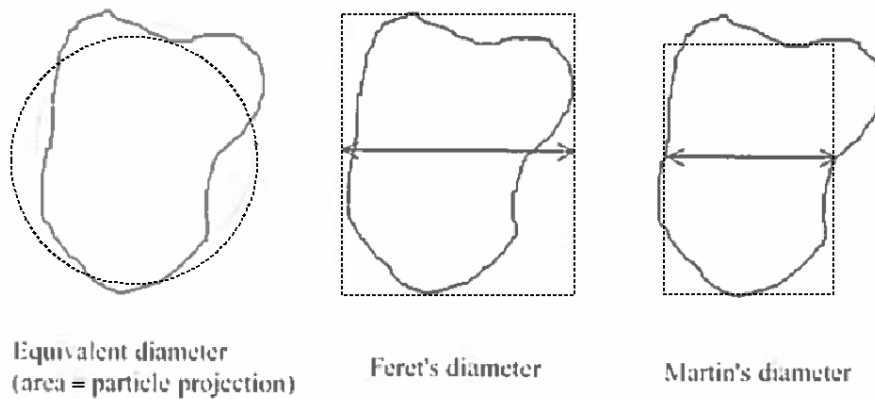 Equivalent diameter
(area = particle projection)
Feret's diameter
Martin's diameter